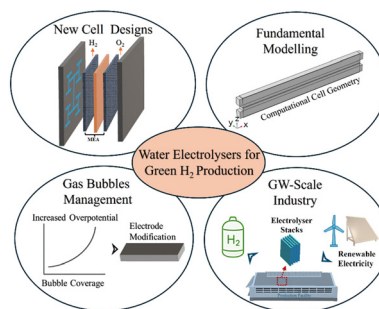 New Cell Designs
H₂
O₂
MEA
Fundamental
Modelling
Computational Cell Geometry
y
z
x
Water Electrolysers for
Green H₂ Production
Gas Bubbles
Management
Increased Overpotential
Electrode
Modification
Bubble Coverage
GW-Scale
Industry
Electrolyser
Stacks
H₂
Renewable
Electricity